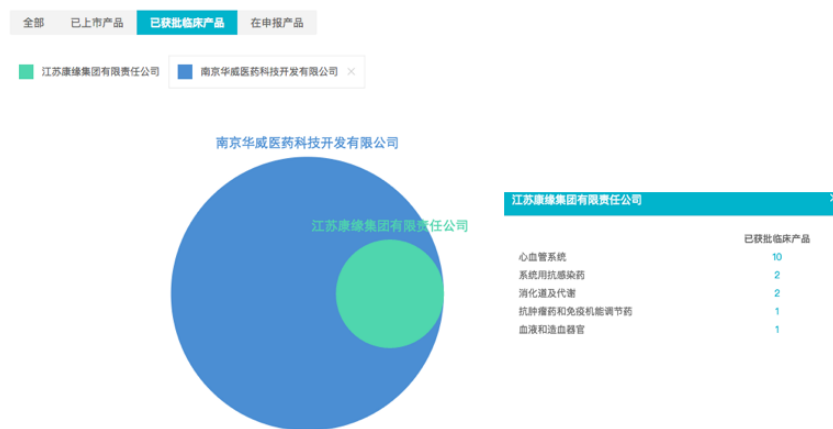 全部 已上市产品 已获批临床产品 在申报产品
江苏康缘集团有限责任公司 南京华威医药科技开发有限公司 ×
南京华威医药科技开发有限公司
江苏康缘集团有限责任公司
江苏康缘集团有限责任公司
已获批临床产品
心血管系统 10
系统用抗感染药 2
消化道及代谢 2
抗肿瘤药和免疫机能调节药 1
血液和造血器官 1